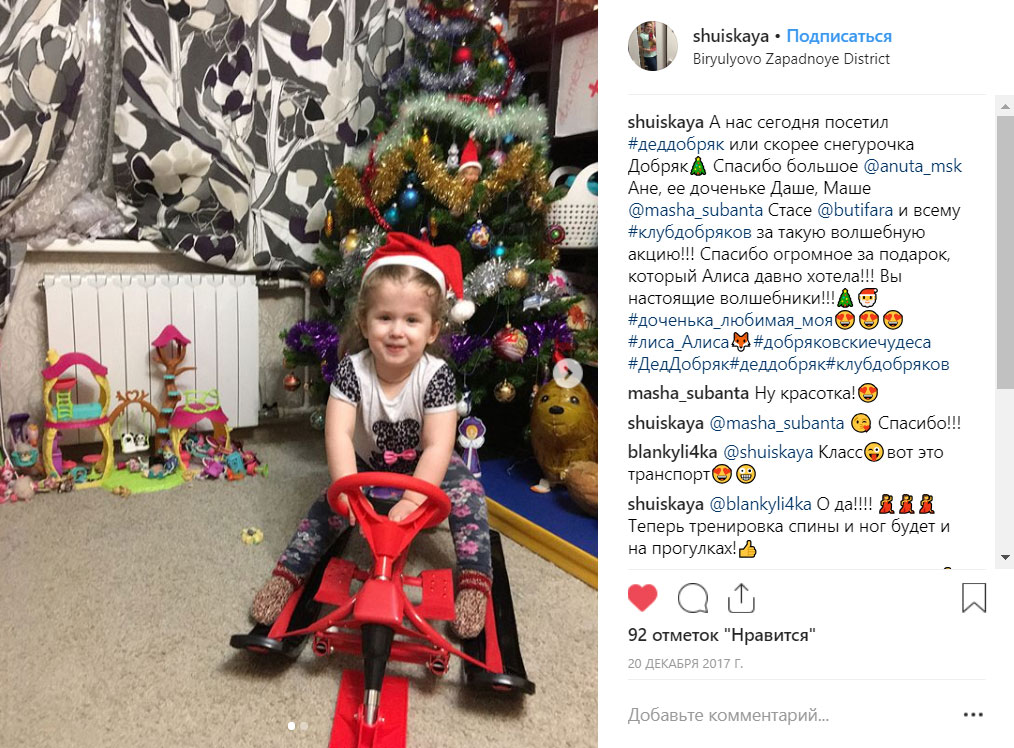 shuiskaya • Подписаться
Biryulyovo Zapadnoye District
shuiskaya А нас сегодня посетил
#деддобряк или скорее снегурочка
Добряк🎄 Спасибо большое @anuta_msk
Ане, ее доченьке Даше, Маше
@masha_subanta Стасе @butifara и всему
#клубдобряков за такую волшебную
акцию!!! Спасибо огромное за подарок,
который Алиса давно хотела!!! Вы
настоящие волшебники!!!🎄🎅
#доченька_любимая_моя😍😍😍
#лиса_Алиса🦊#добряковскиечудеса
#ДедДобряк#деддобряк#клубдобряков
masha_subanta Ну красотка!😍
shuiskaya @masha_subanta 😘 Спасибо!!!
blankyli4ka @shuiskaya Класс😜вот это
транспорт😍😀
shuiskaya @blankyli4ka О да!!!! 💃💃💃
Теперь тренировка спины и ног будет и
на прогулках!👍
92 отметок "Нравится"
20 ДЕКАБРЯ 2017 Г.
Добавьте комментарий...